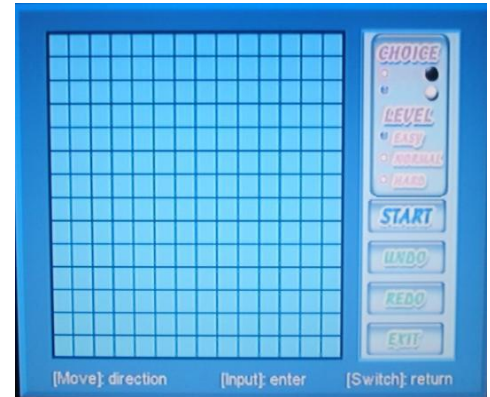 CHOICE
LEVEL
EASY
NORMAL
HARD
START
UNDO
REDO
EXIT
[Move]: direction [Input]: enter [Switch]: return